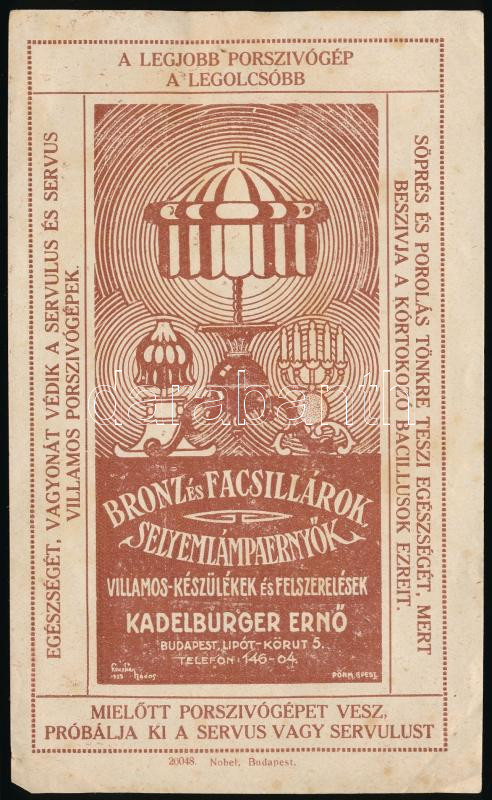 A LEGJOBB PORSZIVÓGÉP
A LEGOLCSÓBB
EGÉSZSÉGÉT, VAGYONÁT VÉDIK A SERVULUS ÉS SERVUS
VILLAMOS PORSZIVÓGÉPEK.
SÖPRÉS ÉS POROLÁS TÖNKRE TESZI EGÉSZSÉGÉT, MERT
BESZIVJA A KÓRTOKOZÓ BACILLUSOK EZREIT.
darabanth
BRONZ ÉS FACSILLÁROK,
SELYEMLÁMPAERNYŐK,
VILLAMOS-KÉSZÜLÉKEK ÉS FELSZERELÉSEK
KADELBURGER ERNŐ
BUDAPEST, LIPÓT-KÖRUT 5.
TELEFON: 146-04.
MIELŐTT PORSZIVÓGÉPET VESZ,
PRÓBÁLJA KI A SERVUS VAGY SERVULUST
20048. Nobel, Budapest.